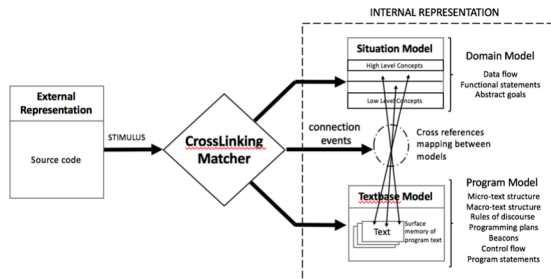 INTERNAL REPRESENTATION
External
Representation
Source code
STIMULUS
CrossLinking
Matcher
connection
events
Situation Model
High Level Concepts
Low Level Concepts
Domain Model
Data flow
Functional statements
Abstract goals
Cross references
mapping between
models
Textbase Model
Text
Surface
memory of
program text
Program Model
Micro-text structure
Macro-text structure
Rules of discourse
Programming plans
Beacons
Control flow
Program statements